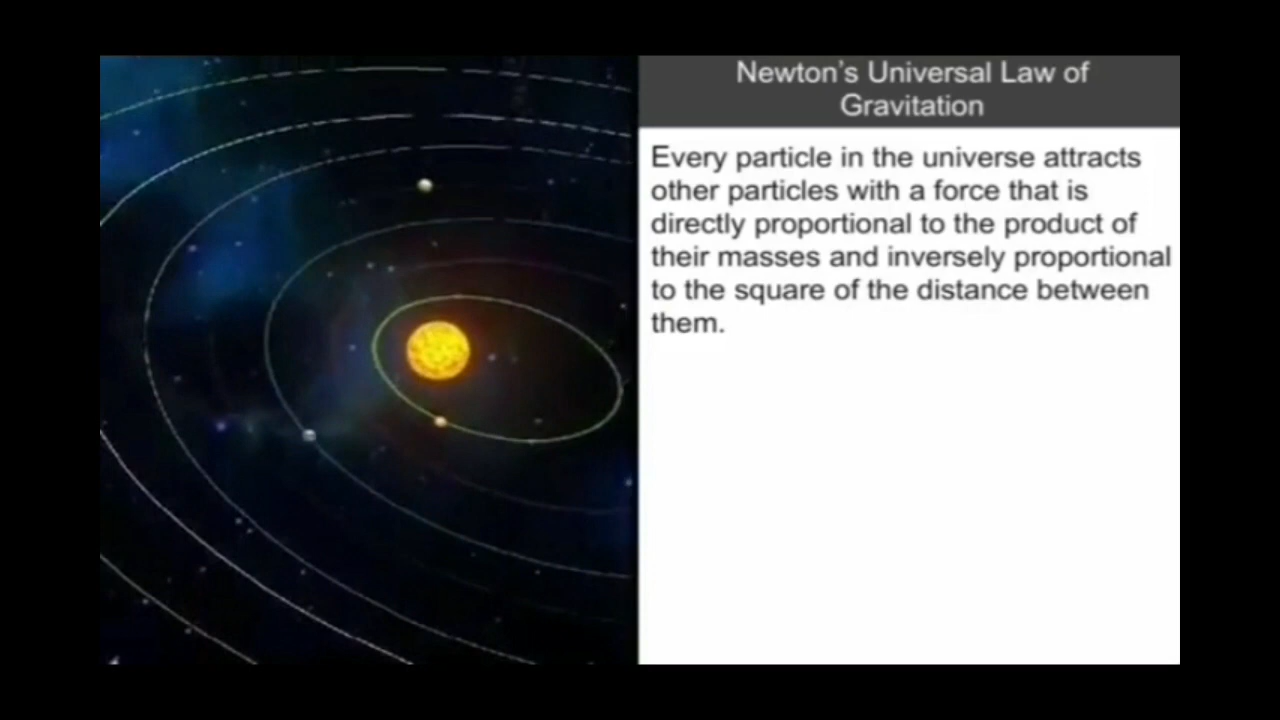 Newton's Universal Law of
Gravitation
Every particle in the universe attracts
other particles with a force that is
directly proportional to the product of
their masses and inversely proportional
to the square of the distance between
them.